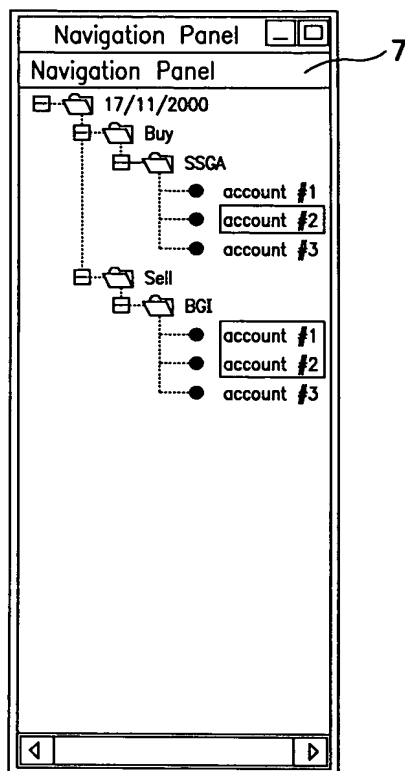 Navigation Panel
Navigation Panel
7
17/11/2000
Buy
SSGA
account #1
account #2
account #3
Sell
BGI
account #1
account #2
account #3